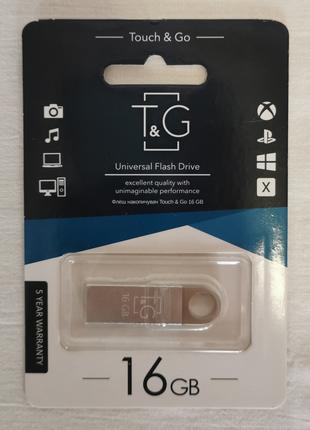 Touch & Go
T&G
Universal Flash Drive
excellent quality with
unimaginable performance
Флеш накопичувач Touch & Go 16 GB
X
T&G
16 GB
5 YEAR WARRANTY
16GB